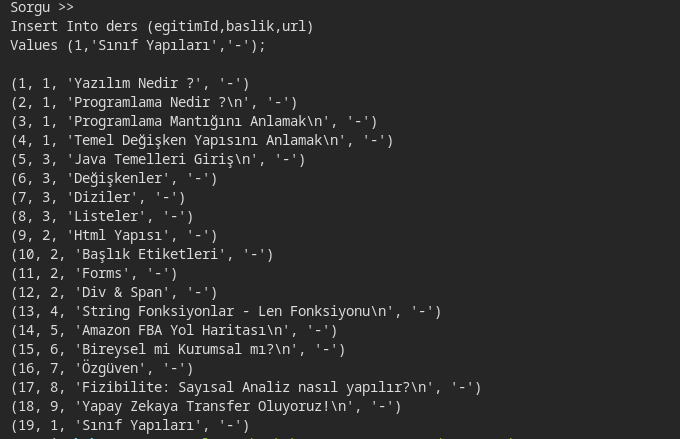 Sorgu >>
Insert Into ders (egitimId,baslik,url)
Values (1,'Sınıf Yapıları','-');
(1, 1, 'Yazılım Nedir ?', '-')
(2, 1, 'Programlama Nedir ?\n', '-')
(3, 1, 'Programlama Mantığını Anlamak\n', '-')
(4, 1, 'Temel Değişken Yapısını Anlamak\n', '-')
(5, 3, 'Java Temelleri Giriş\n', '-')
(6, 3, 'Değişkenler', '-')
(7, 3, 'Diziler', '-')
(8, 3, 'Listeler', '-')
(9, 2, 'Html Yapısı', '-')
(10, 2, 'Başlık Etiketleri', '-')
(11, 2, 'Forms', '-')
(12, 2, 'Div & Span', '-')
(13, 4, 'String Fonksiyonlar - Len Fonksiyonu\n', '-')
(14, 5, 'Amazon FBA Yol Haritası\n', '-')
(15, 6, 'Bireysel mi Kurumsal mı?\n', '-')
(16, 7, 'Özgüven', '-')
(17, 8, 'Fizibilite: Sayısal Analiz nasıl yapılır?\n', '-')
(18, 9, 'Yapay Zekaya Transfer Oluyoruz!\n', '-')
(19, 1, 'Sınıf Yapıları', '-')